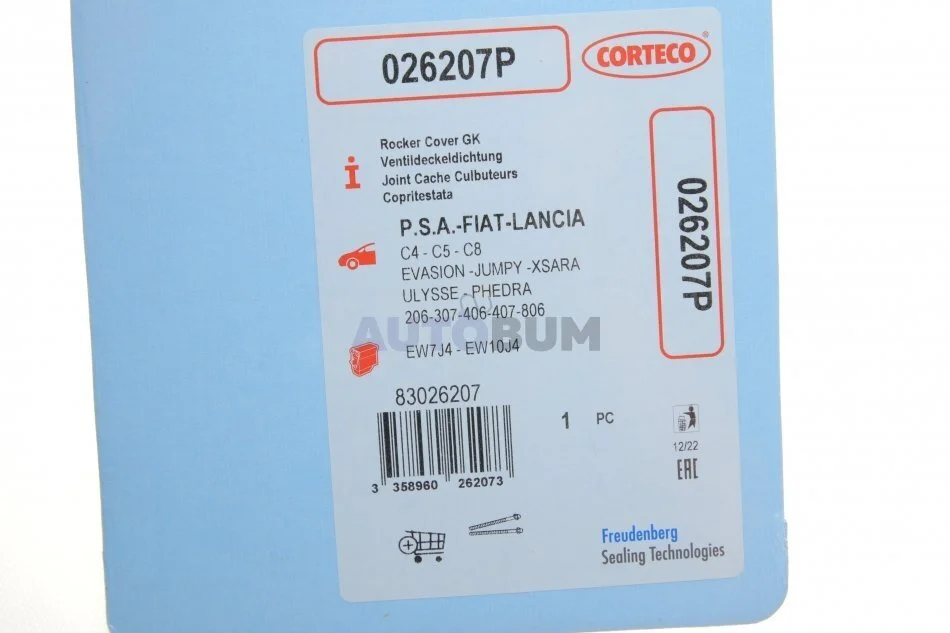 026207P
CORTECO®
Rocker Cover GK
Ventildeckeldichtung
Joint Cache Culbuteurs
Copritestata
026207P
P.S.A.-FIAT-LANCIA
C4 - C5 - C8
EVASION -JUMPY -XSARA
ULYSSE - PHEDRA
206-307-406-407-806
AUTOBUM
EW7J4 - EW10J4
83026207
1 PC
3 358960 262073
12/22
EAC
Freudenberg
Sealing Technologies